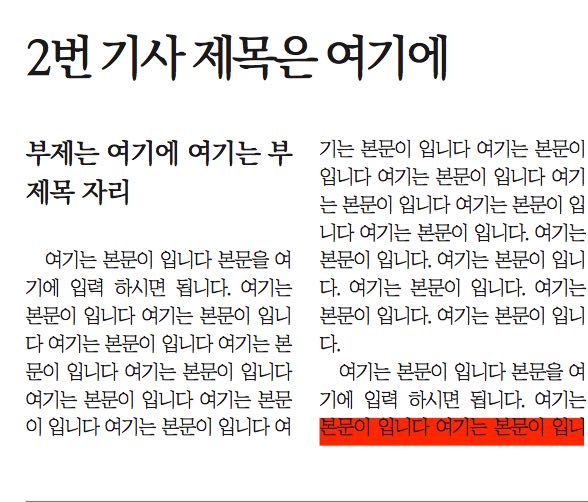 2번 기사 제목은 여기에
부제는 여기에 여기는 부
제목 자리
여기는 본문이 입니다 본문을 여
기에 입력 하시면 됩니다. 여기는
본문이 입니다 여기는 본문이 입니
다 여기는 본문이 입니다 여기는 본
문이 입니다 여기는 본문이 입니다
여기는 본문이 입니다 여기는 본문
이 입니다 여기는 본문이 입니다 여
기는 본문이 입니다 여기는 본문이
입니다 여기는 본문이 입니다 여기
는 본문이 입니다 여기는 본문이 입
니다 여기는 본문이 입니다. 여기는
본문이 입니다. 여기는 본문이 입니
다. 여기는 본문이 입니다. 여기는
본문이 입니다. 여기는 본문이 입니
다.
여기는 본문이 입니다 본문을 여
기에 입력 하시면 됩니다. 여기는
본문이 입니다 여기는 본문이 입니